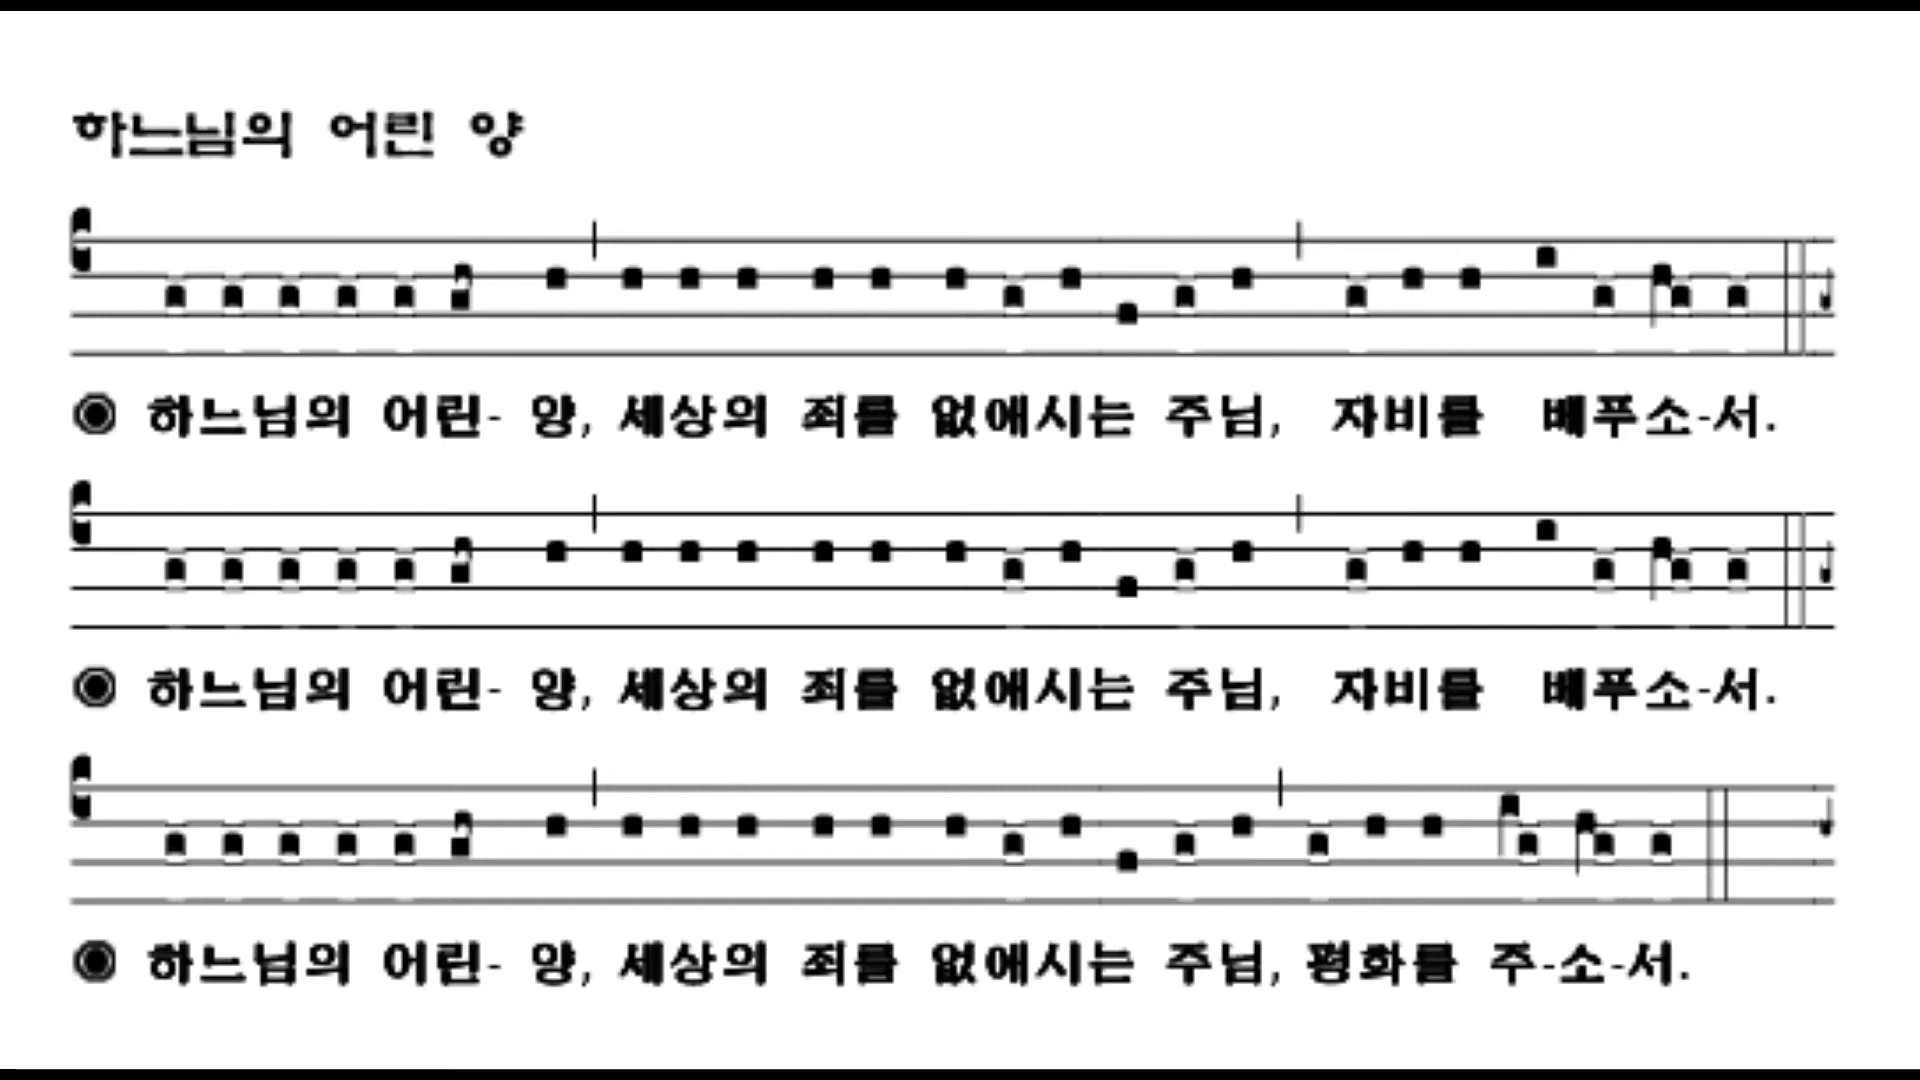 하느님의 어린 양
◉ 하느님의 어린- 양, 세상의 죄를 없애시는 주님, 자비를 베푸소-서.
◉ 하느님의 어린- 양, 세상의 죄를 없애시는 주님, 자비를 베푸소-서.
◉ 하느님의 어린- 양, 세상의 죄를 없애시는 주님, 평화를 주-소-서.